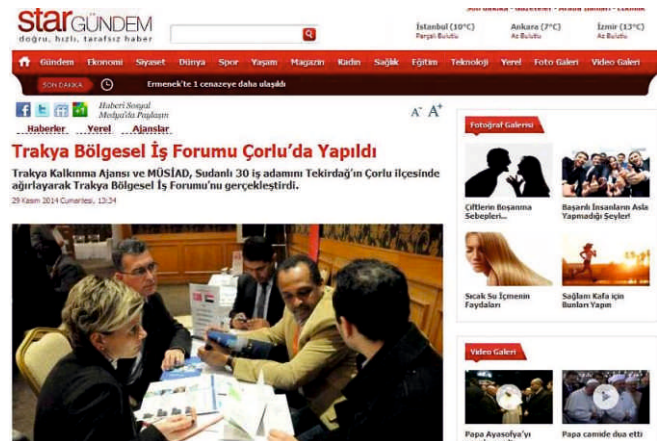 starGÜNDEM
doğru, hızlı, tarafsız haber
İstanbul (10°C)
Parçalı Bulutlu
Ankara (7°C)
Az Bulutlu
İzmir (13°C)
Az Bulutlu
Gündem Ekonomi Siyaset Dünya Spor Yaşam Magazin Kadın Sağlık Eğitim Teknoloji Yerel Foto Galeri Video Galeri
SON DAKİKA Ermenek'te 1 cenazeye daha ulaşıldı
Haberi Sosyal
Medya'da Paylaşın
A- A+
Haberler Yerel Ajanslar
Trakya Bölgesel İş Forumu Çorlu'da Yapıldı
Trakya Kalkınma Ajansı ve MÜSİAD, Sudanlı 30 iş adamını Tekirdağ'ın Çorlu ilçesinde
ağırlayarak Trakya Bölgesel İş Forumu'nu gerçekleştirdi.
29 Kasım 2014 Cumartesi, 13:34
Fotoğraf Galerisi
Çiftlerin Boşanma
Sebepleri...
Başarılı İnsanların Asla
Yapmadığı Şeyler!
Sıcak Su İçmenin
Faydaları
Sağlam Kafa için
Bunları Yapın
Video Galeri
Papa Ayasofya'yı
Papa camide dua etti